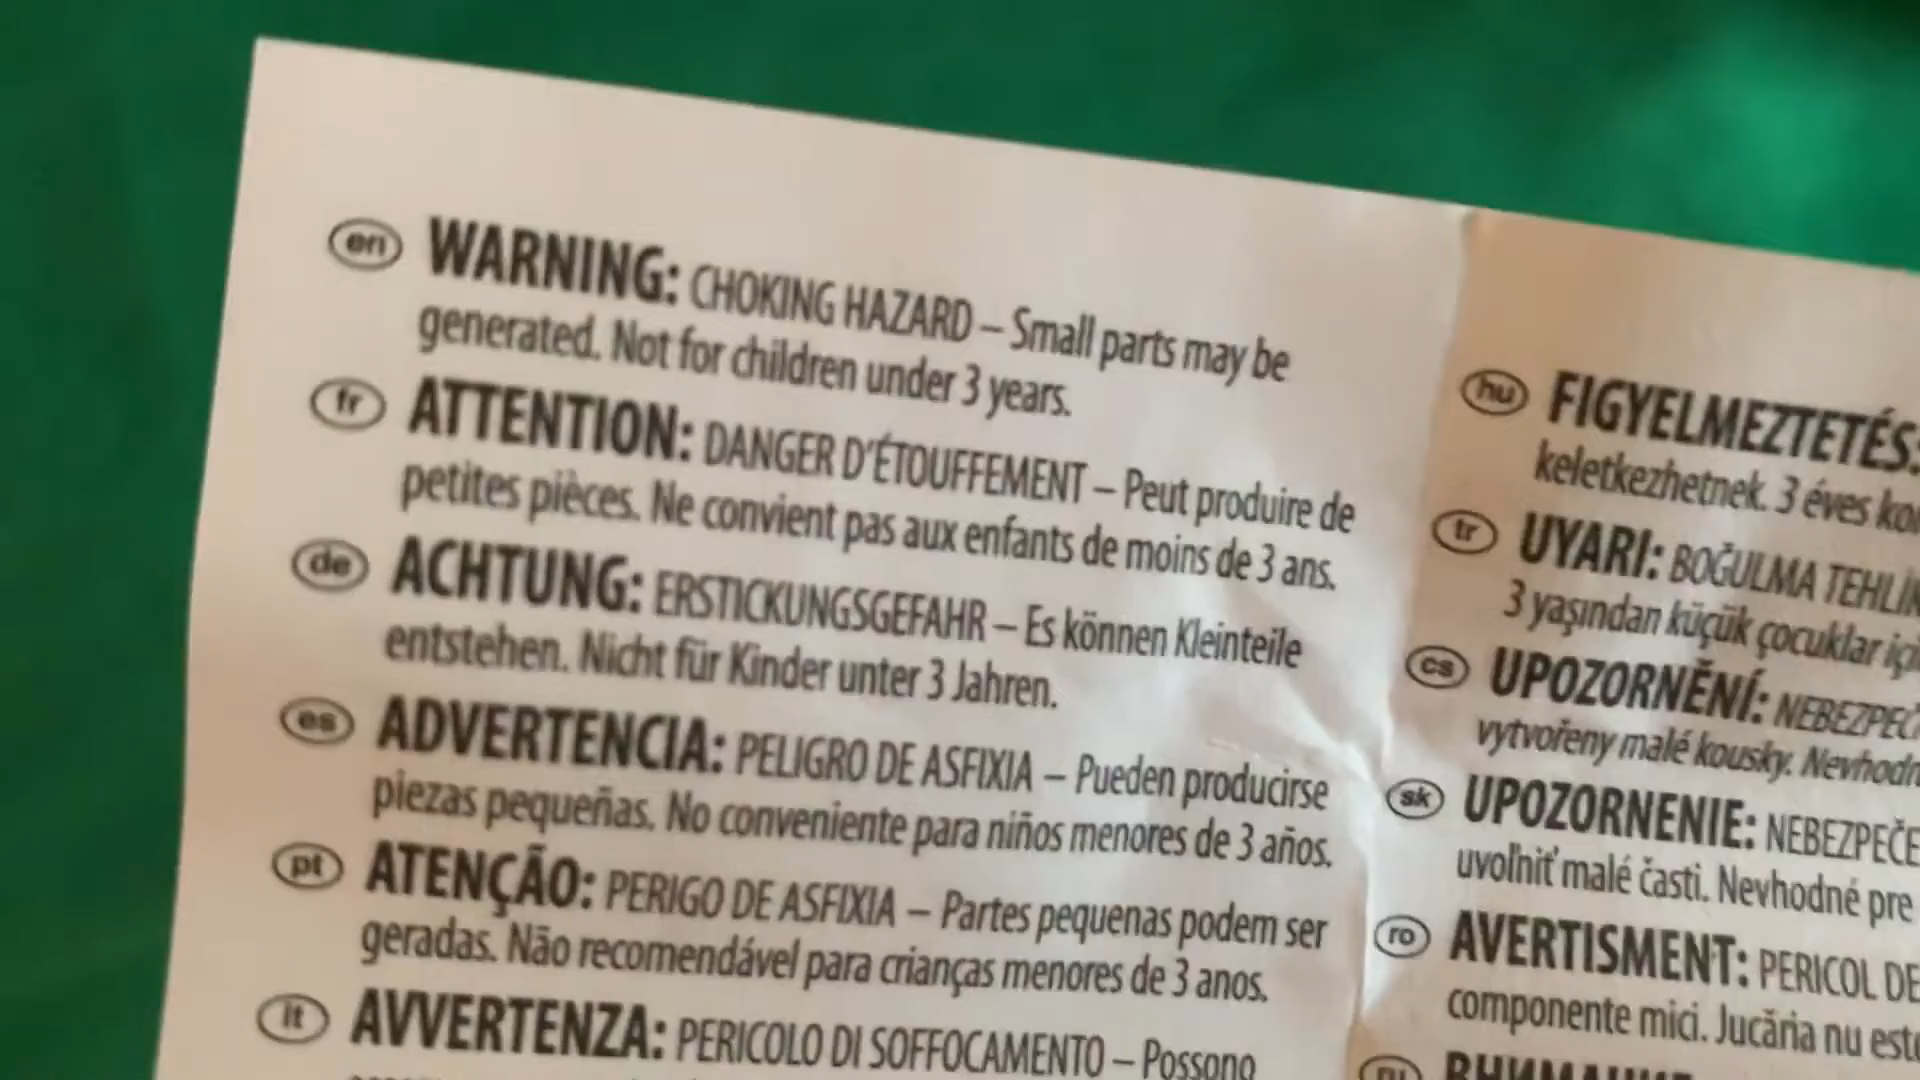 en WARNING: CHOKING HAZARD – Small parts may be
generated. Not for children under 3 years.
fr ATTENTION: DANGER D'ÉTOUFFEMENT – Peut produire de
petites pièces. Ne convient pas aux enfants de moins de 3 ans.
de ACHTUNG: ERSTICKUNGSGEFAHR – Es können Kleinteile
entstehen. Nicht für Kinder unter 3 Jahren.
es ADVERTENCIA: PELIGRO DE ASFIXIA – Pueden producirse
piezas pequeñas. No conveniente para niños menores de 3 años.
pt ATENÇÃO: PERIGO DE ASFIXIA – Partes pequenas podem ser
geradas. Não recomendável para crianças menores de 3 anos.
it AVVERTENZA: PERICOLO DI SOFFOCAMENTO – Possono
hu FIGYELMEZTETÉS:
keletkezhetnek. 3 éves
tr UYARI: BOĞULMA
3 yaşından küçük çocuklar
cs UPOZORNĚNÍ:
vytvořeny malé kousky.
sk UPOZORNENIE:
uvoľniť malé časti. Nevhodné pre
ro AVERTISMENT: PERICOL DE
componente mici. Jucăria nu
ru ВНИМАНИЕ